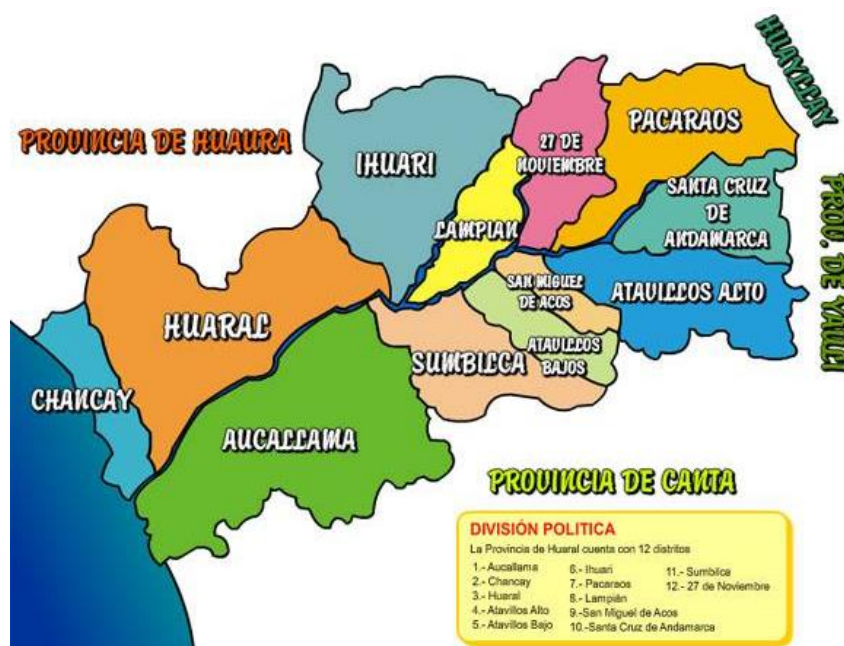 HUAYLLAY
PROVINCIA DE HUAURA
IHUARI
27 DE
NOVIEMBRE
PACARAOS
SANTA CRUZ
DE
ANDAMARCA
PROV. DE YAULI
LAMPIAN
SAN MIGUEL
DE ACOS
ATAVILLOS ALTO
HUARAL
SUMBILCA
ATAVILLOS
BAJOS
CHANCAY
AUCALLAMA
PROVINCIA DE CANTA
DIVISIÓN POLITICA
La Provincia de Huaral cuenta con 12 distritos
1.- Aucallama
2.- Chancay
3.- Huaral
4.- Atavillos Alto
5.- Atavillos Bajo
6.- Ihuari
7.- Pacaraos
8.- Lampián
9.-San Miguel de Acos
10.-Santa Cruz de Andamarca
11.- Sumbilca
12.- 27 de Noviembre